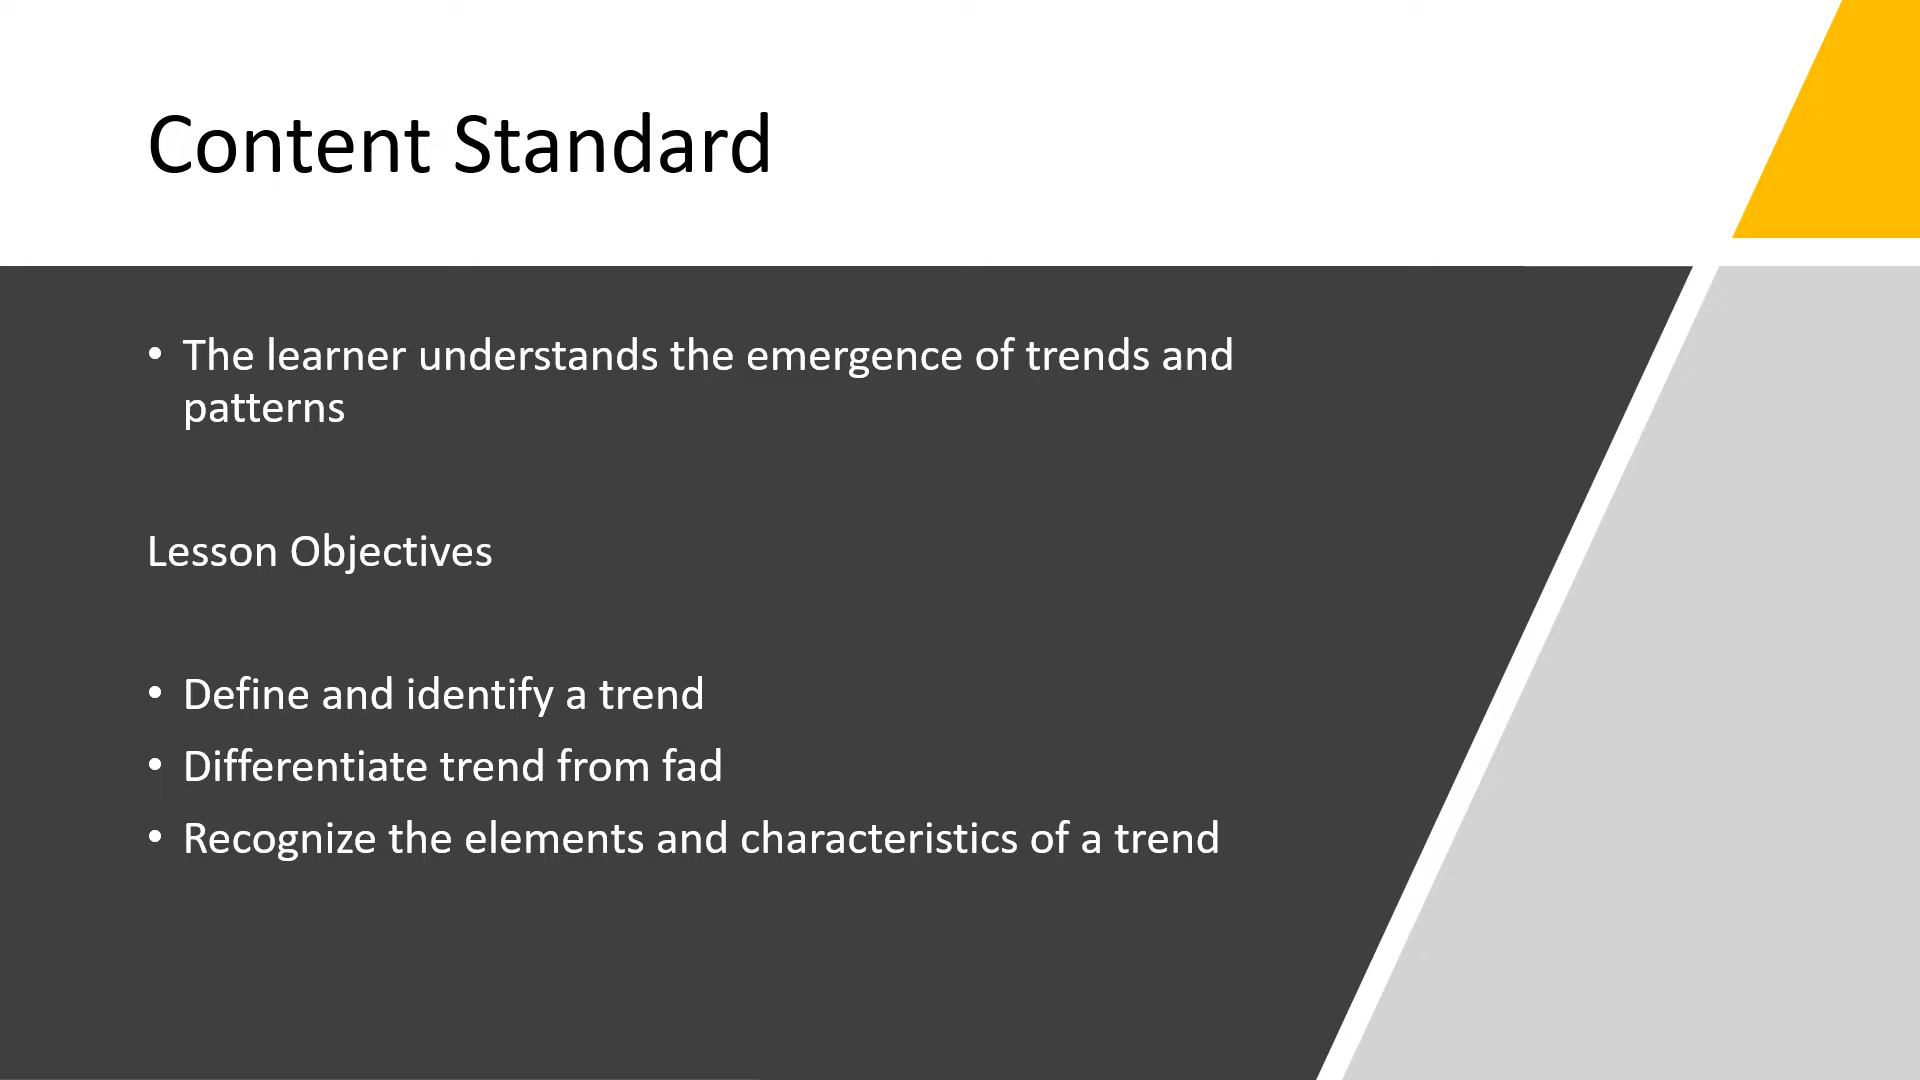 Content Standard
• The learner understands the emergence of trends and
patterns
Lesson Objectives
• Define and identify a trend
• Differentiate trend from fad
• Recognize the elements and characteristics of a trend